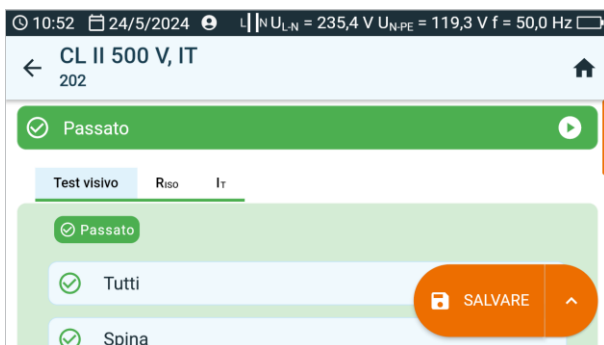 10:52 24/5/2024 L N UL-N = 235,4 V UN-PE = 119,3 V f = 50,0 Hz
CL II 500 V, IT
202
Passato
Test visivo RISO IT
Passato
Tutti
SALVARE
Spina